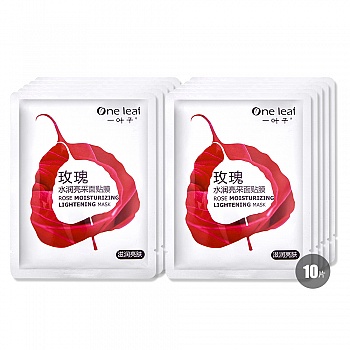 One leaf
一叶子
玫瑰
水润亮采面贴膜
ROSE MOISTURIZING
LIGHTENING MASK
滋润亮肤
One leaf
一叶子
玫瑰
水润亮采面贴膜
ROSE MOISTURIZING
LIGHTENING MASK
滋润亮肤
10片